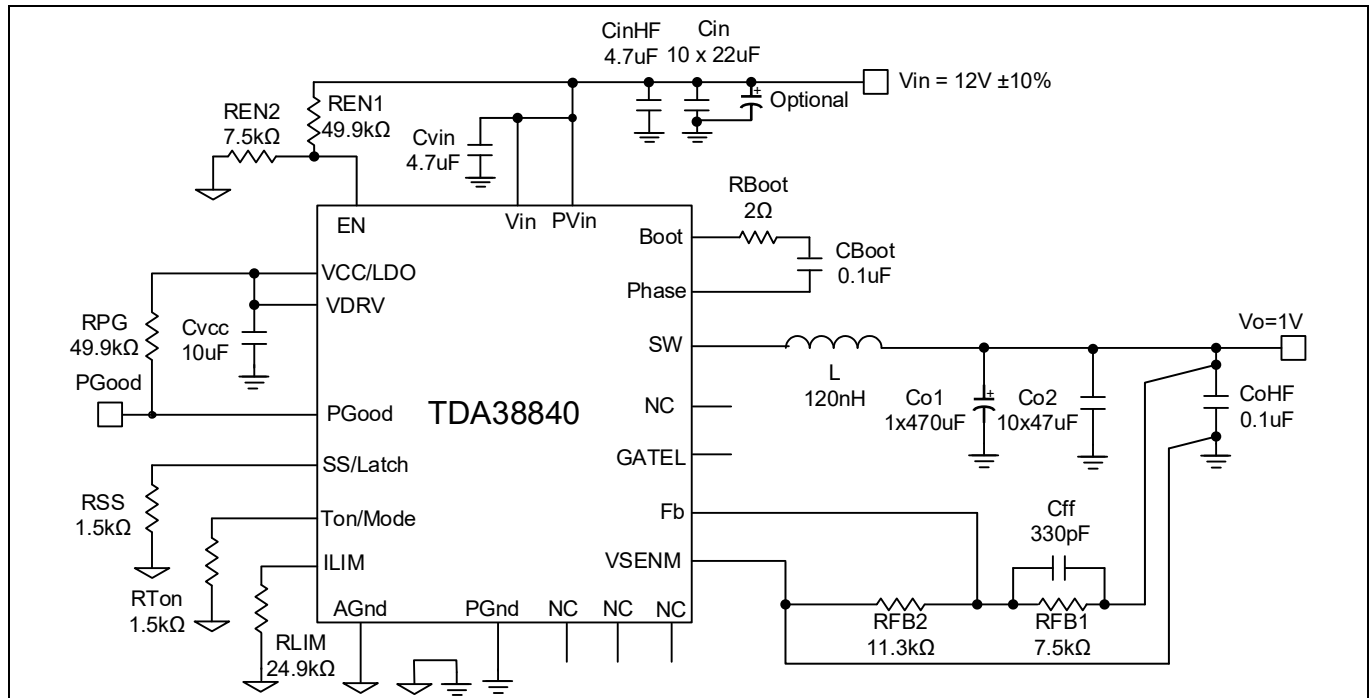 CinHF
4.7uF
Cin
10 x 22uF
Vin = 12V ±10%
Optional
REN2
7.5kΩ
REN1
49.9kΩ
Cvin
4.7uF
RBoot
2Ω
CBoot
0.1uF
EN
Vin
PVin
Boot
Phase
VCC/LDO
VDRV
RPG
49.9kΩ
Cvcc
10uF
SW
Vo=1V
L
120nH
PGood
PGood
TDA38840
NC
Co1
1x470uF
Co2
10x47uF
CoHF
0.1uF
GATEL
SS/Latch
RSS
1.5kΩ
Ton/Mode
Fb
Cff
330pF
ILIM
VSENM
RTon
1.5kΩ
AGnd
PGnd
NC
NC
NC
RLIM
24.9kΩ
RFB2
11.3kΩ
RFB1
7.5kΩ